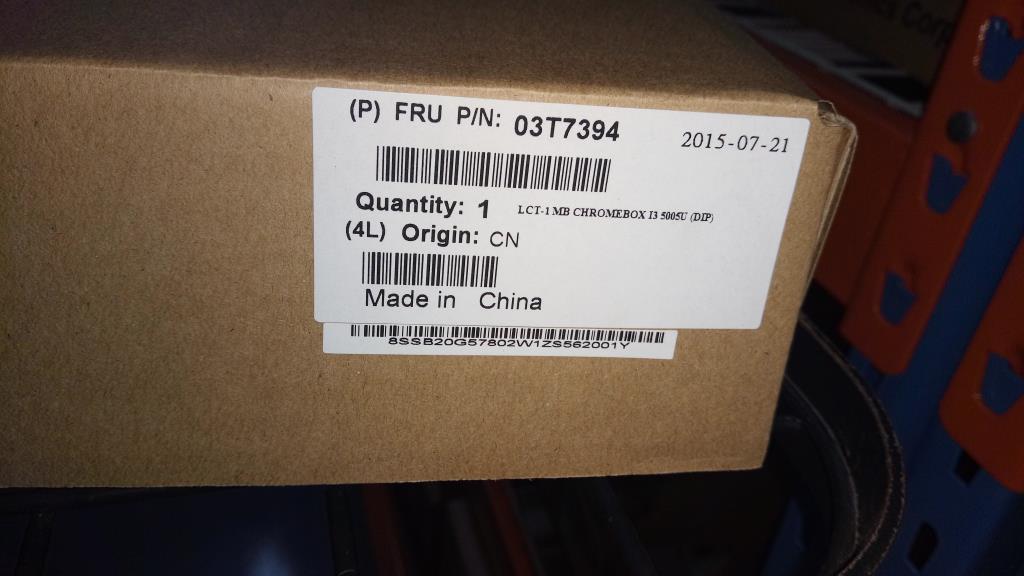 (P) FRU P/N: 03T7394
2015-07-21
Quantity: 1 LCT-1 MB CHROMEBOX I3 5005U (DIP)
(4L) Origin: CN
Made in China
8SSB20G57802W1ZS562001Y
Corp